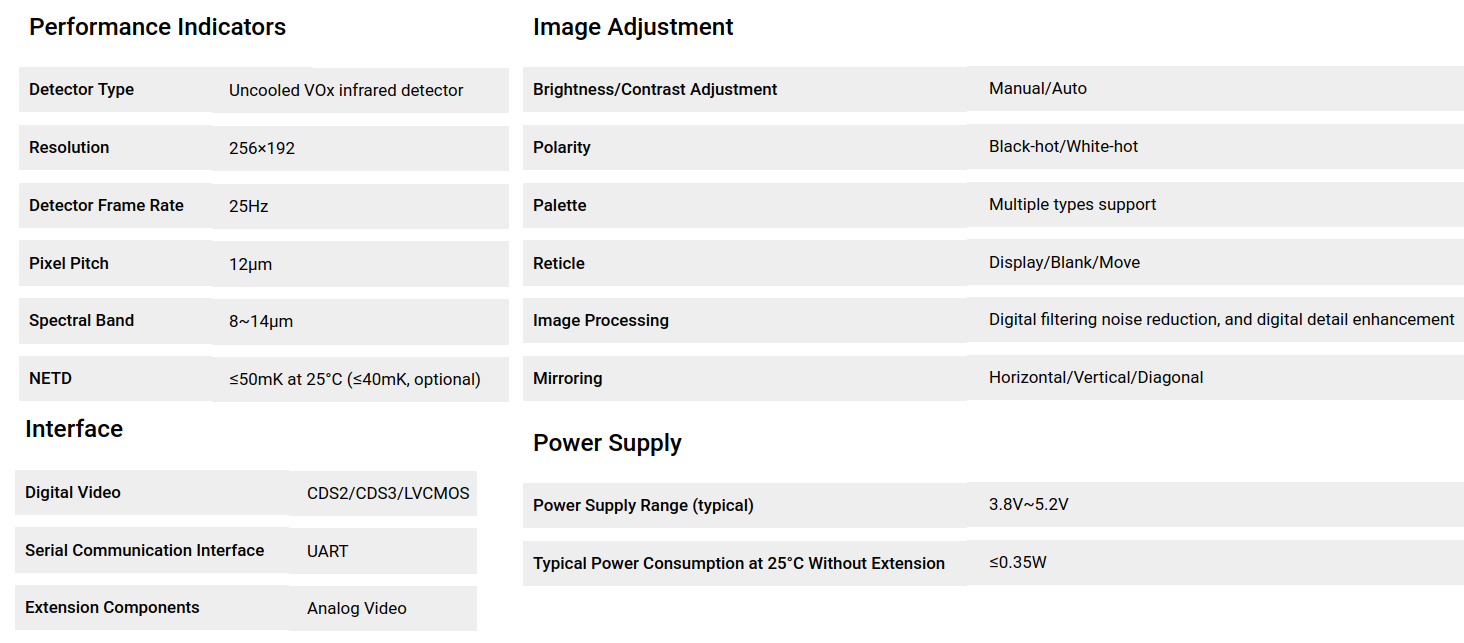 Performance Indicators
Detector Type Uncooled VOx infrared detector
Resolution 256×192
Detector Frame Rate 25Hz
Pixel Pitch 12μm
Spectral Band 8~14μm
NETD ≤50mK at 25°C (≤40mK, optional)
Interface
Digital Video CDS2/CDS3/LVCMOS
Serial Communication Interface UART
Extension Components Analog Video
Image Adjustment
Brightness/Contrast Adjustment Manual/Auto
Polarity Black-hot/White-hot
Palette Multiple types support
Reticle Display/Blank/Move
Image Processing Digital filtering noise reduction, and digital detail enhancement
Mirroring Horizontal/Vertical/Diagonal
Power Supply
Power Supply Range (typical) 3.8V~5.2V
Typical Power Consumption at 25°C Without Extension ≤0.35W